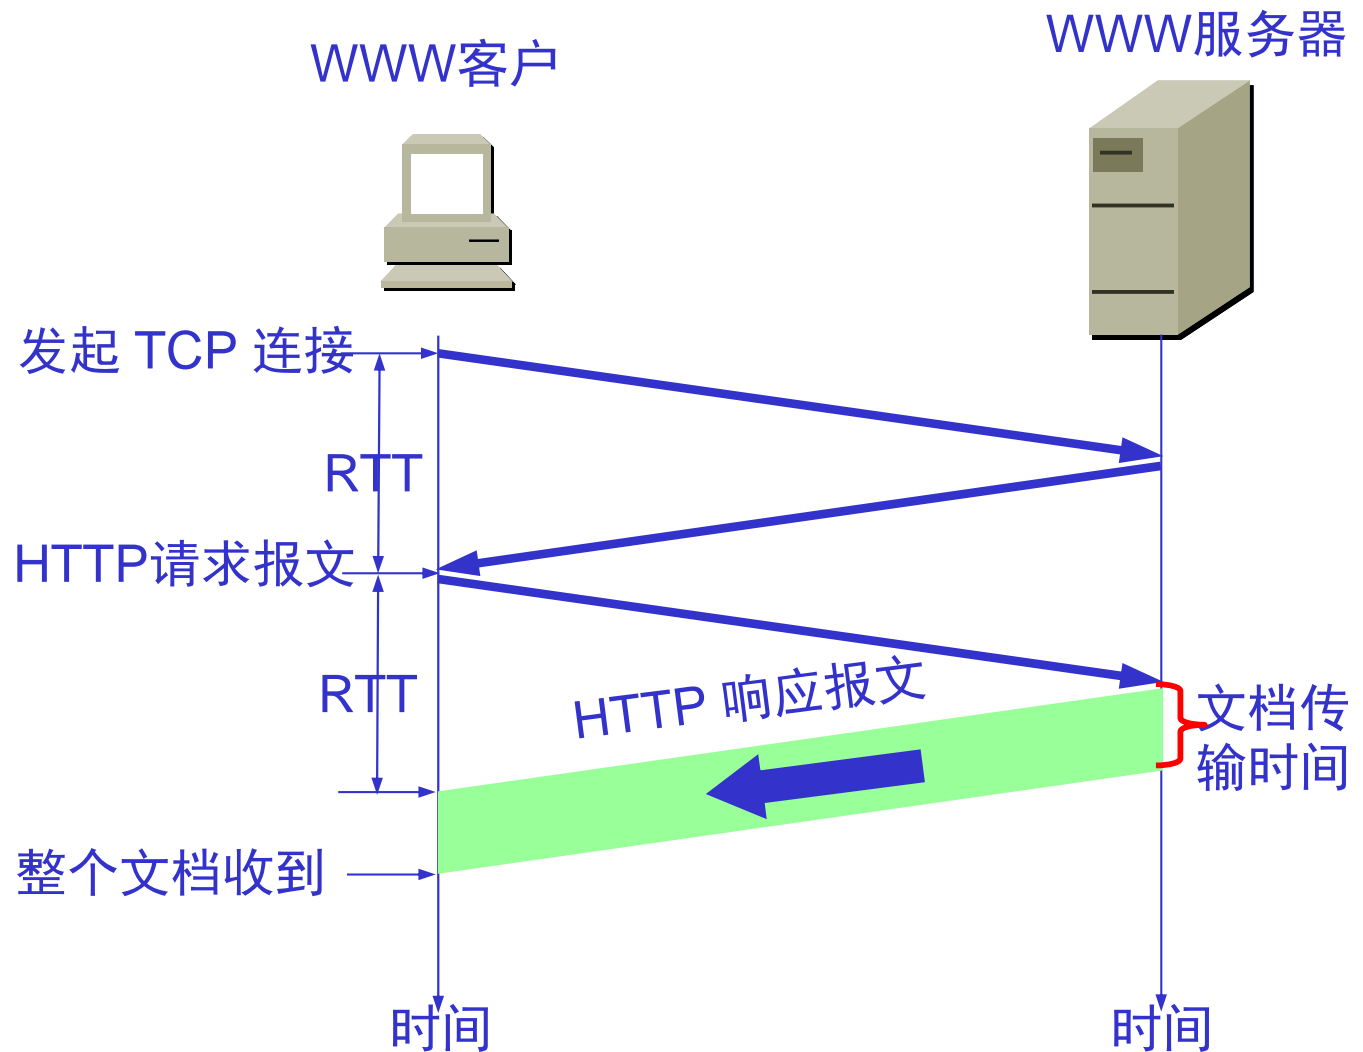 WWW客户
WWW服务器
发起 TCP 连接
RTT
HTTP请求报文
RTT
HTTP 响应报文
文档传
输时间
整个文档收到
时间
时间